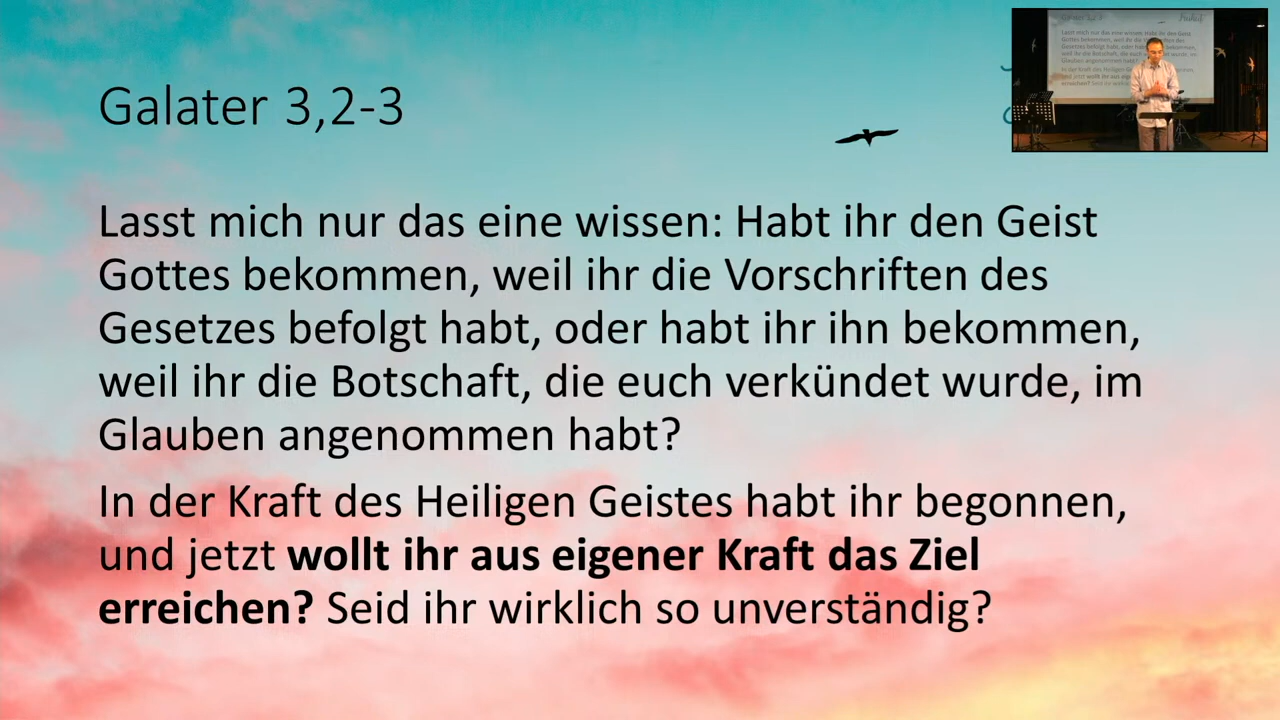 Galater 3,2-3
Lasst mich nur das eine wissen: Habt ihr den Geist
Gottes bekommen, weil ihr die Vorschriften des
Gesetzes befolgt habt, oder habt ihr ihn bekommen,
weil ihr die Botschaft, die euch verkündet wurde, im
Glauben angenommen habt?
In der Kraft des Heiligen Geistes habt ihr begonnen,
und jetzt wollt ihr aus eigener Kraft das Ziel
erreichen? Seid ihr wirklich so unverständig?